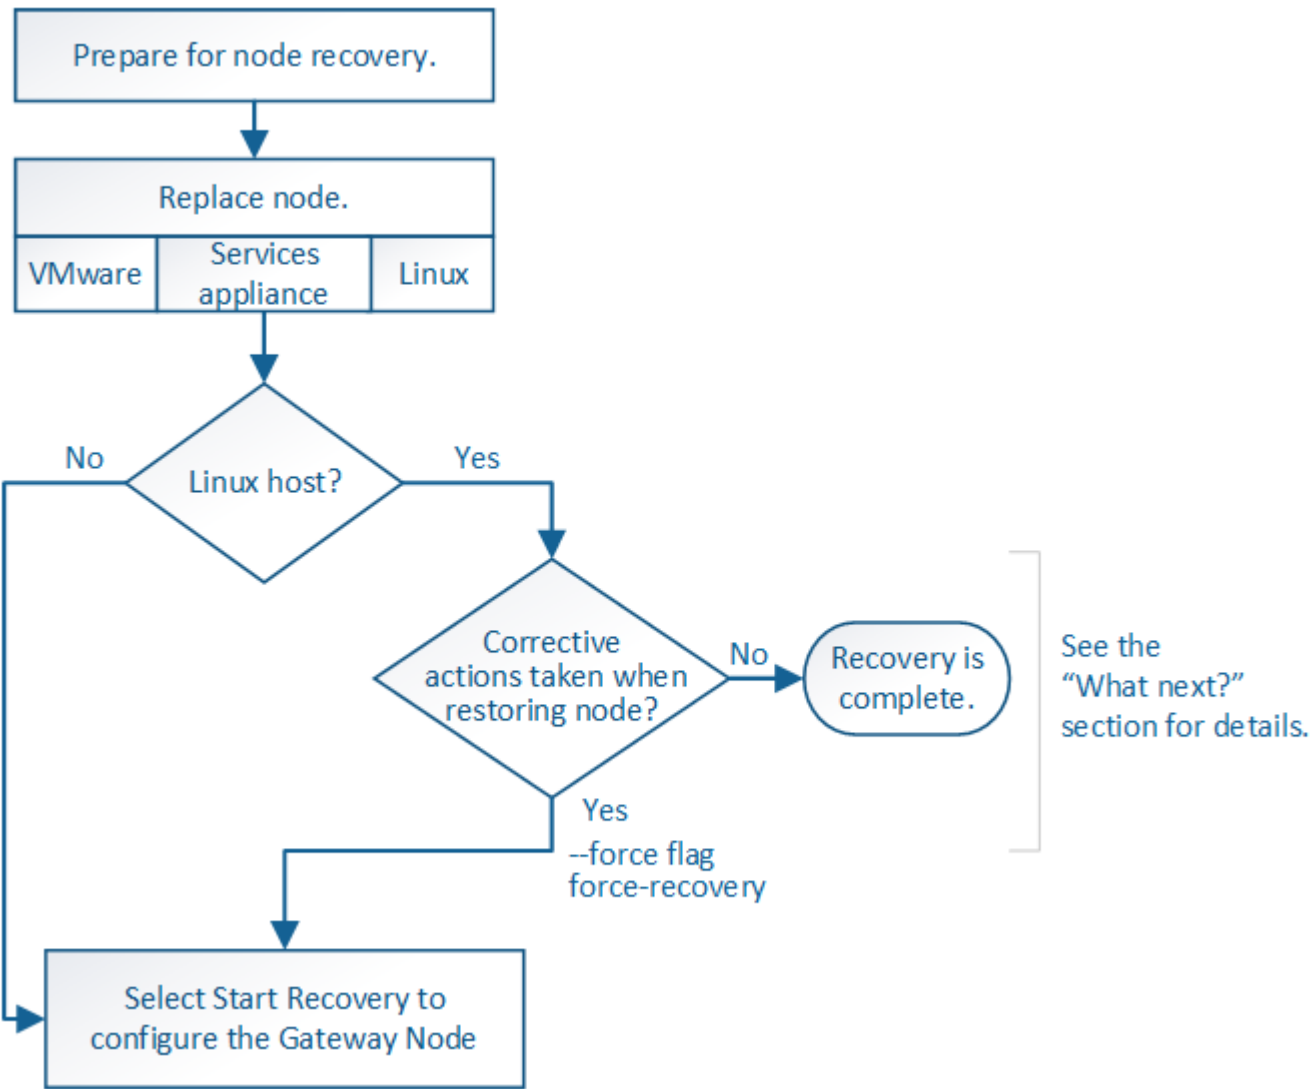 Prepare for node recovery.
Replace node.
VMware
Services
appliance
Linux
No
Linux host?
Yes
Corrective
actions taken when
restoring node?
No
Recovery is
complete.
See the
“What next?”
section for details.
Yes
--force flag
force-recovery
Select Start Recovery to
configure the Gateway Node